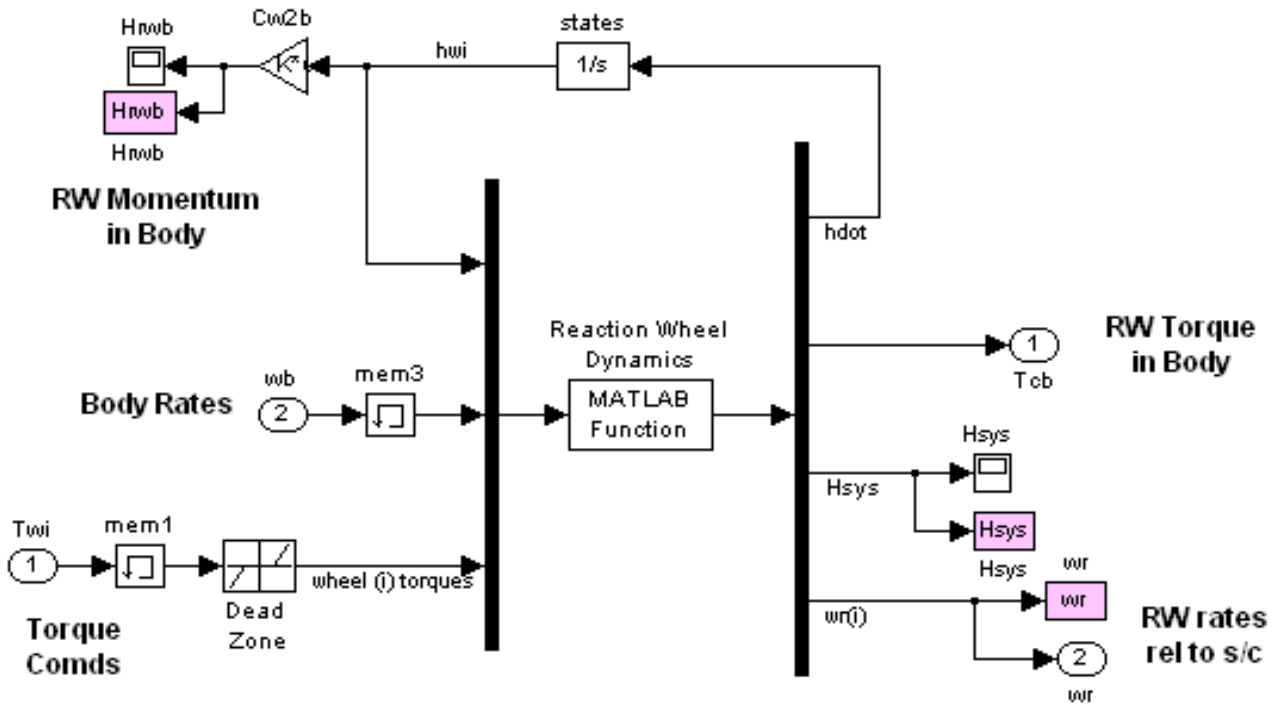 Cw2b
Hrwb
states
K
hwi
1/s
Hrwb
Hrwb
RW Momentum
in Body
hdot
Reaction Wheel
Dynamics
RW Torque
in Body
1
Tcb
wb
mem3
Body Rates
2
MATLAB
Function
Hsys
Hsys
Twi
mem1
Hsys
1
wheel (i) torques
Hsys
wr
wr
Dead
Zone
wr(i)
RW rates
rel to s/c
Torque
Comds
2
wr